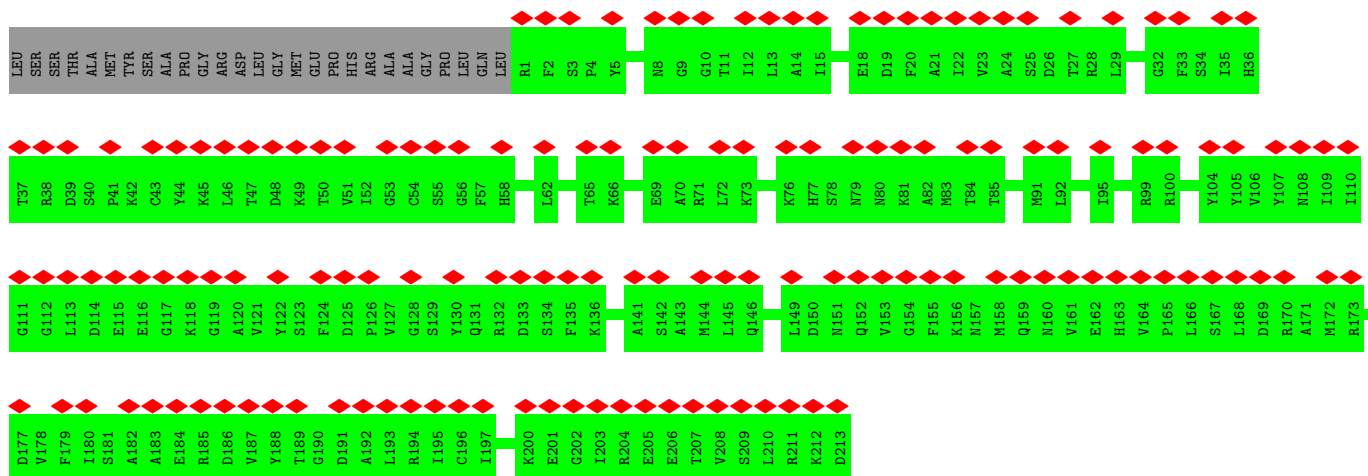 LEU SER SER THR ALA MET TYR SER ALA PRO GLY ARG ASP LEU GLY MET GLU PRO HIS ARG ALA ALA GLY PRO LEU GLN LEU R1 F2 S3 P4 Y5 N8 G9 G10 T11 I12 L13 A14 I15 E18 D19 F20 A21 I22 V23 A24 S25 D26 T27 R28 L29 G32 F33 S34 I35 H36
T37 R38 D39 S40 P41 K42 C43 Y44 K45 L46 T47 D48 K49 T50 V51 I52 G53 C54 S55 G56 F57 H58 L62 T65 K66 E69 A70 R71 L72 K73 K76 H77 S78 N79 N80 K81 A82 M83 T84 T85 M91 L92 I95 R99 R100 Y104 Y105 V106 Y107 N108 I109 I110
G111 G112 L113 D114 E115 E116 G117 K118 G119 A120 V121 Y122 S123 F124 D125 P126 V127 G128 S129 Y130 Q131 R132 D133 S134 F135 K136 A141 S142 A143 M144 L145 Q146 L149 D150 N151 Q152 V153 G154 F155 K156 N157 M158 Q159 N160 V161 E162 H163 V164 P165 L166 S167 L168 D169 R170 A171 M172 R173
D177 V178 F179 I180 S181 A182 A183 E184 R185 D186 V187 Y188 T189 G190 D191 A192 L193 R194 I195 C196 I197 K200 E201 G202 I203 R204 E205 E206 T207 V208 S209 L210 R211 K212 D213